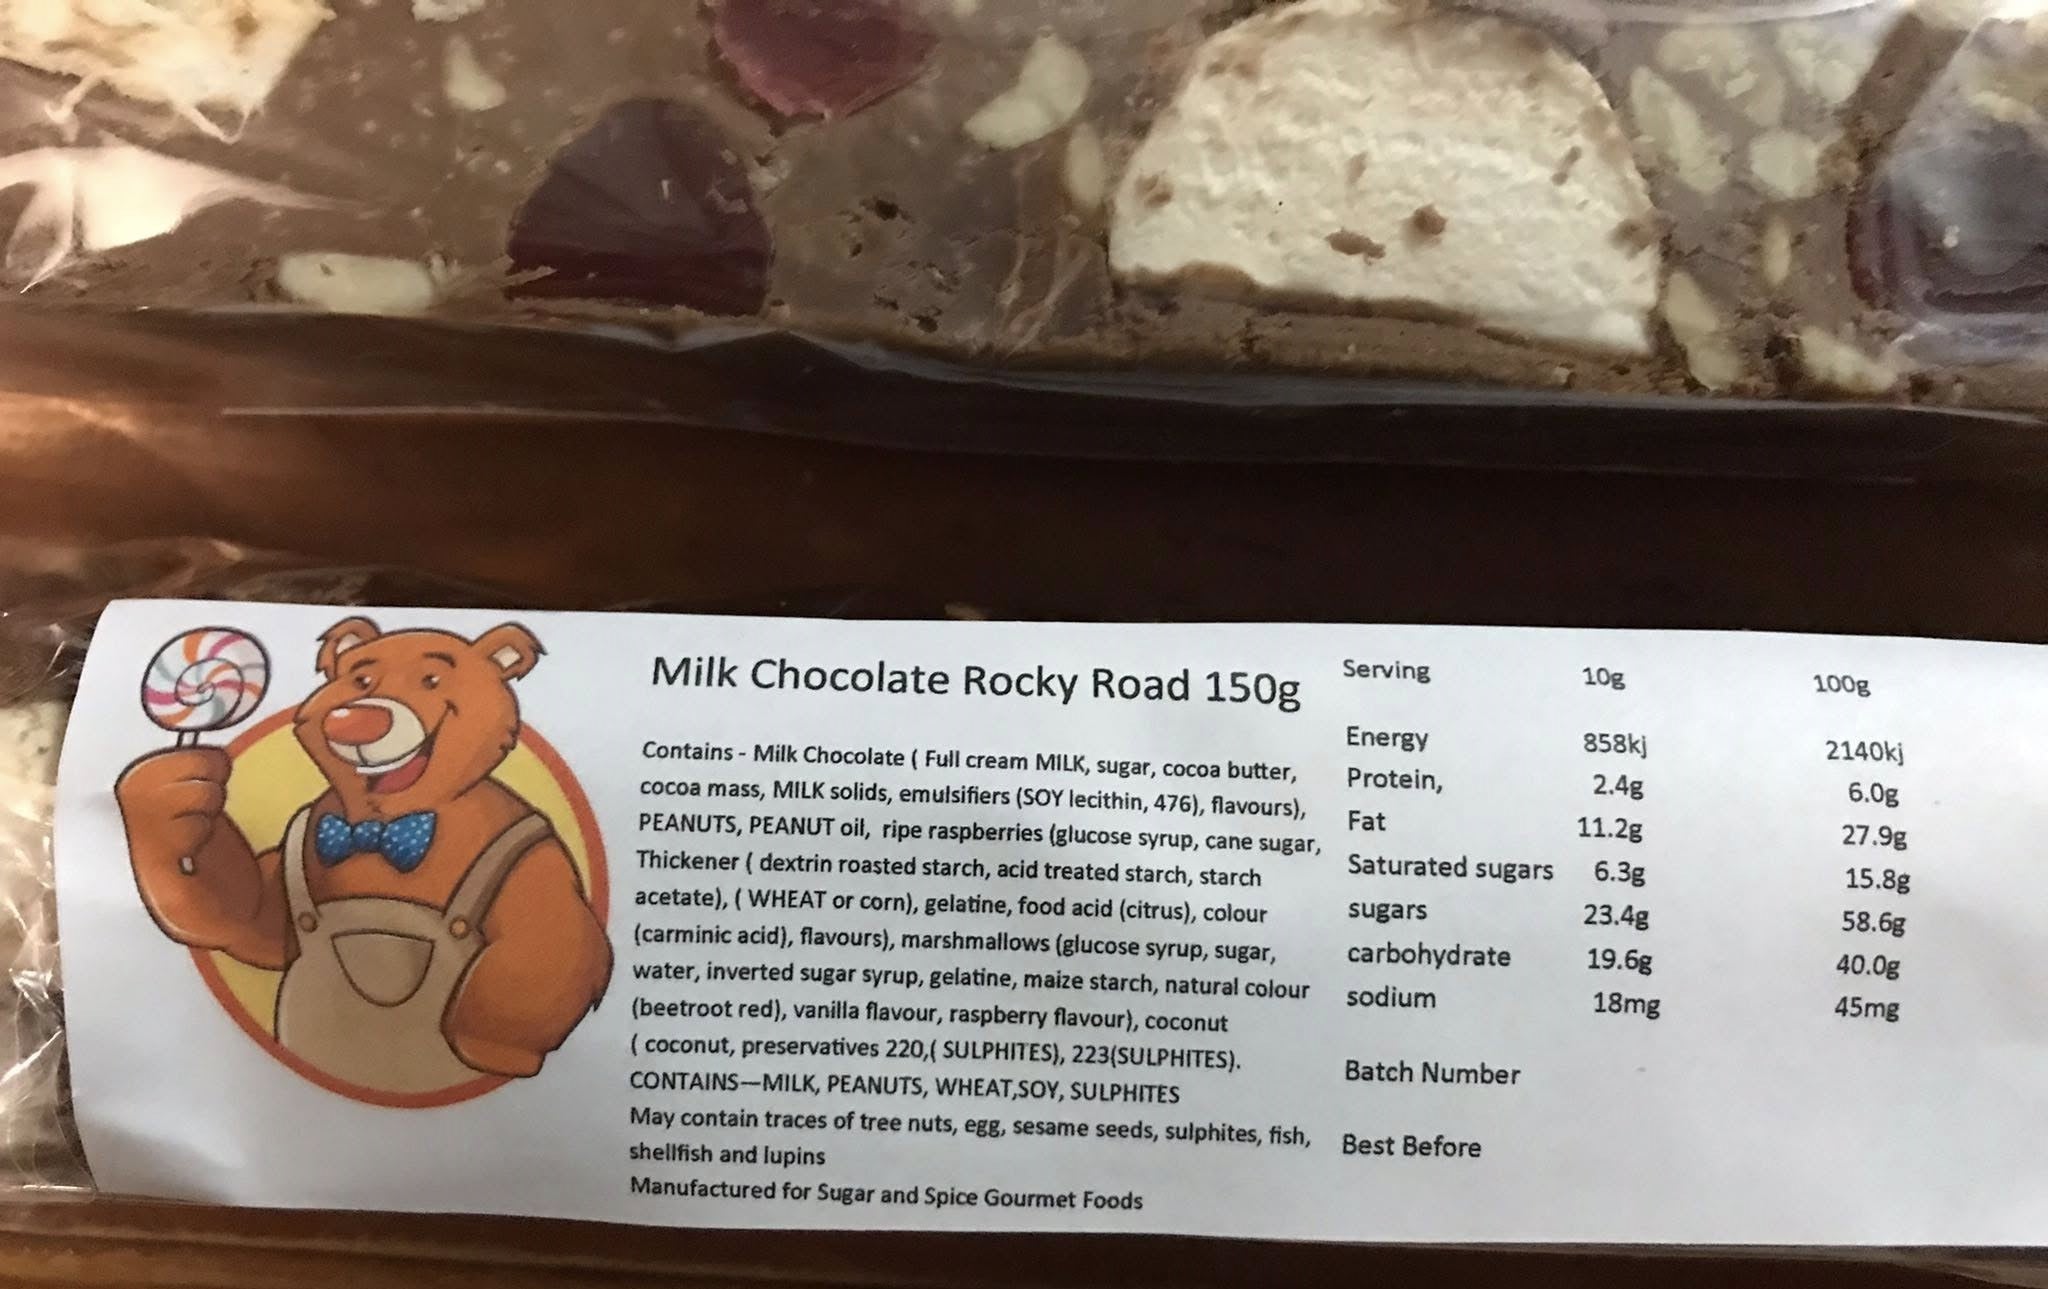 Milk Chocolate Rocky Road 150g
Contains - Milk Chocolate ( Full cream MILK, sugar, cocoa butter,
cocoa mass, MILK solids, emulsifiers (SOY lecithin, 476), flavours),
PEANUTS, PEANUT oil, ripe raspberries (glucose syrup, cane sugar,
Thickener ( dextrin roasted starch, acid treated starch, starch
acetate), ( WHEAT or corn), gelatine, food acid (citrus), colour
(carminic acid), flavours), marshmallows (glucose syrup, sugar,
water, inverted sugar syrup, gelatine, maize starch, natural colour
(beetroot red), vanilla flavour, raspberry flavour), coconut
( coconut, preservatives 220,( SULPHITES), 223(SULPHITES).
CONTAINS—MILK, PEANUTS, WHEAT,SOY, SULPHITES
May contain traces of tree nuts, egg, sesame seeds, sulphites, fish,
shellfish and lupins
Manufactured for Sugar and Spice Gourmet Foods
Serving 10g 100g
Energy 858kj 2140kj
Protein, 2.4g 6.0g
Fat 11.2g 27.9g
Saturated sugars 6.3g 15.8g
sugars 23.4g 58.6g
carbohydrate 19.6g 40.0g
sodium 18mg 45mg
Batch Number
Best Before